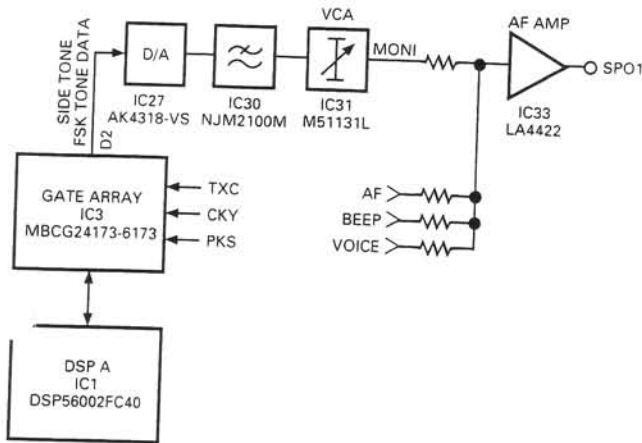 VCA
AF AMP
D/A
MONI
SPO1
IC27
AK4318-VS
IC30
NJM2100M
IC31
M51131L
IC33
LA4422
SIDE TONE
FSK TONE DATA
D2
GATE ARRAY
IC3
MBCG24173-6173
TXC
CKY
PKS
AF
BEEP
VOICE
DSP A
IC1
DSP56002FC40